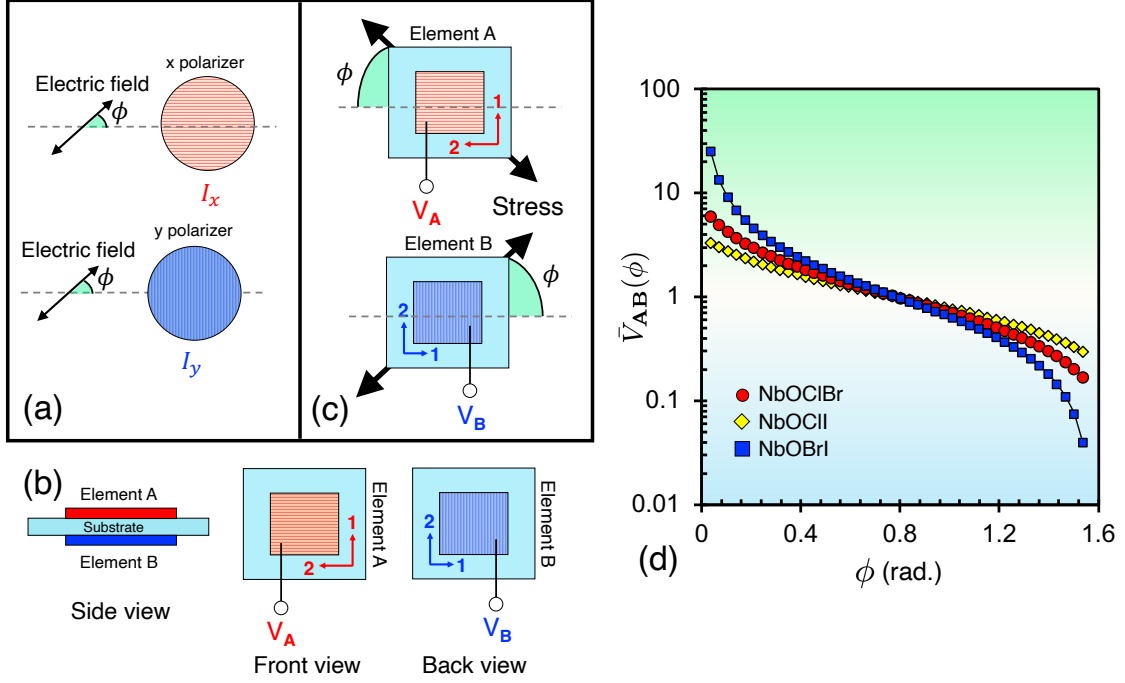 x polarizer
Electric field
ϕ
I_x
y polarizer
Electric field
ϕ
I_y
(a)
Element A
ϕ
1
2
V_A
Stress
Element B
ϕ
2
1
V_B
(c)
(b)
Element A
Substrate
Element B
Side view
1
2
Element A
V_A
Front view
2
1
Element B
V_B
Back view
100
10
1
0.1
0.01
V̄_AB(ϕ)
NbOClBr
NbOClI
NbOBrI
0
0.4
0.8
1.2
1.6
ϕ (rad.)
(d)